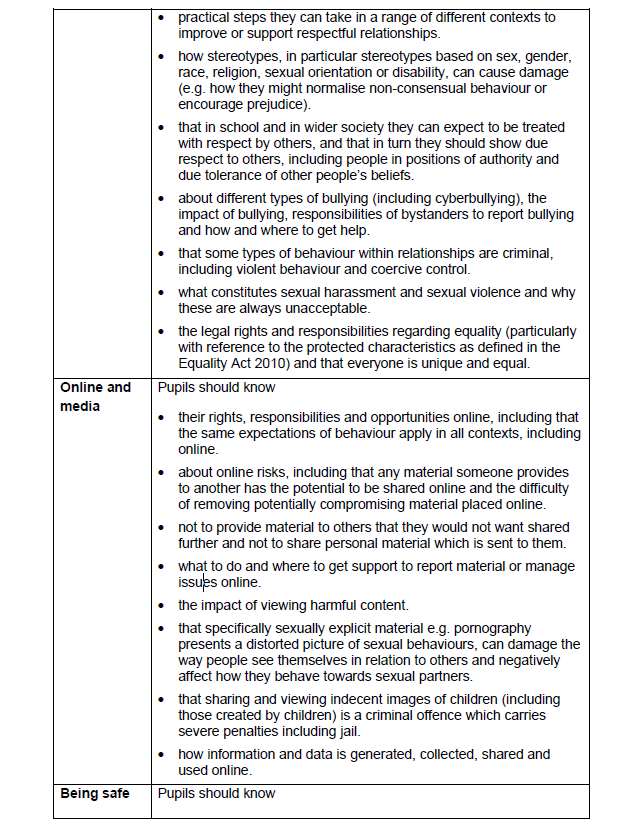 • practical steps they can take in a range of different contexts to
improve or support respectful relationships.
• how stereotypes, in particular stereotypes based on sex, gender,
race, religion, sexual orientation or disability, can cause damage
(e.g. how they might normalise non-consensual behaviour or
encourage prejudice).
• that in school and in wider society they can expect to be treated
with respect by others, and that in turn they should show due
respect to others, including people in positions of authority and
due tolerance of other people's beliefs.
• about different types of bullying (including cyberbullying), the
impact of bullying, responsibilities of bystanders to report bullying
and how and where to get help.
• that some types of behaviour within relationships are criminal,
including violent behaviour and coercive control.
• what constitutes sexual harassment and sexual violence and why
these are always unacceptable.
• the legal rights and responsibilities regarding equality (particularly
with reference to the protected characteristics as defined in the
Equality Act 2010) and that everyone is unique and equal.
Online and
media
Pupils should know
• their rights, responsibilities and opportunities online, including that
the same expectations of behaviour apply in all contexts, including
online.
• about online risks, including that any material someone provides
to another has the potential to be shared online and the difficulty
of removing potentially compromising material placed online.
• not to provide material to others that they would not want shared
further and not to share personal material which is sent to them.
• what to do and where to get support to report material or manage
issues online.
• the impact of viewing harmful content.
• that specifically sexually explicit material e.g. pornography
presents a distorted picture of sexual behaviours, can damage the
way people see themselves in relation to others and negatively
affect how they behave towards sexual partners.
• that sharing and viewing indecent images of children (including
those created by children) is a criminal offence which carries
severe penalties including jail.
• how information and data is generated, collected, shared and
used online.
Being safe
Pupils should know